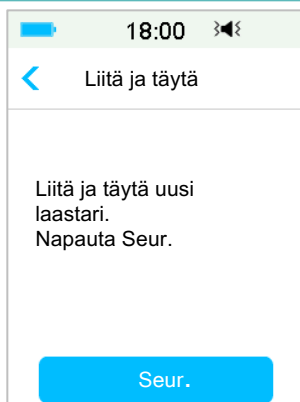 18:00
Liitä ja täytä
Liitä ja täytä uusi
laastari.
Napauta Seur.
Seur.